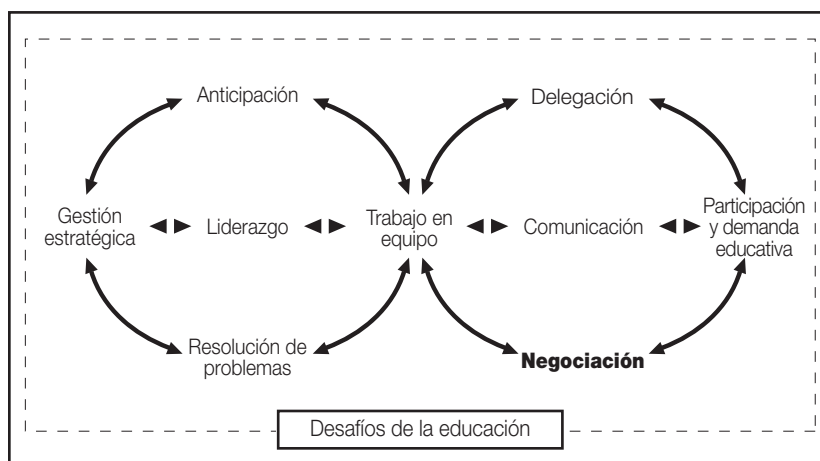 Anticipación
Delegación
Gestión
estratégica
Liderazgo
Trabajo en
equipo
Comunicación
Participación
y demanda
educativa
Resolución de
problemas
Negociación
Desafíos de la educación